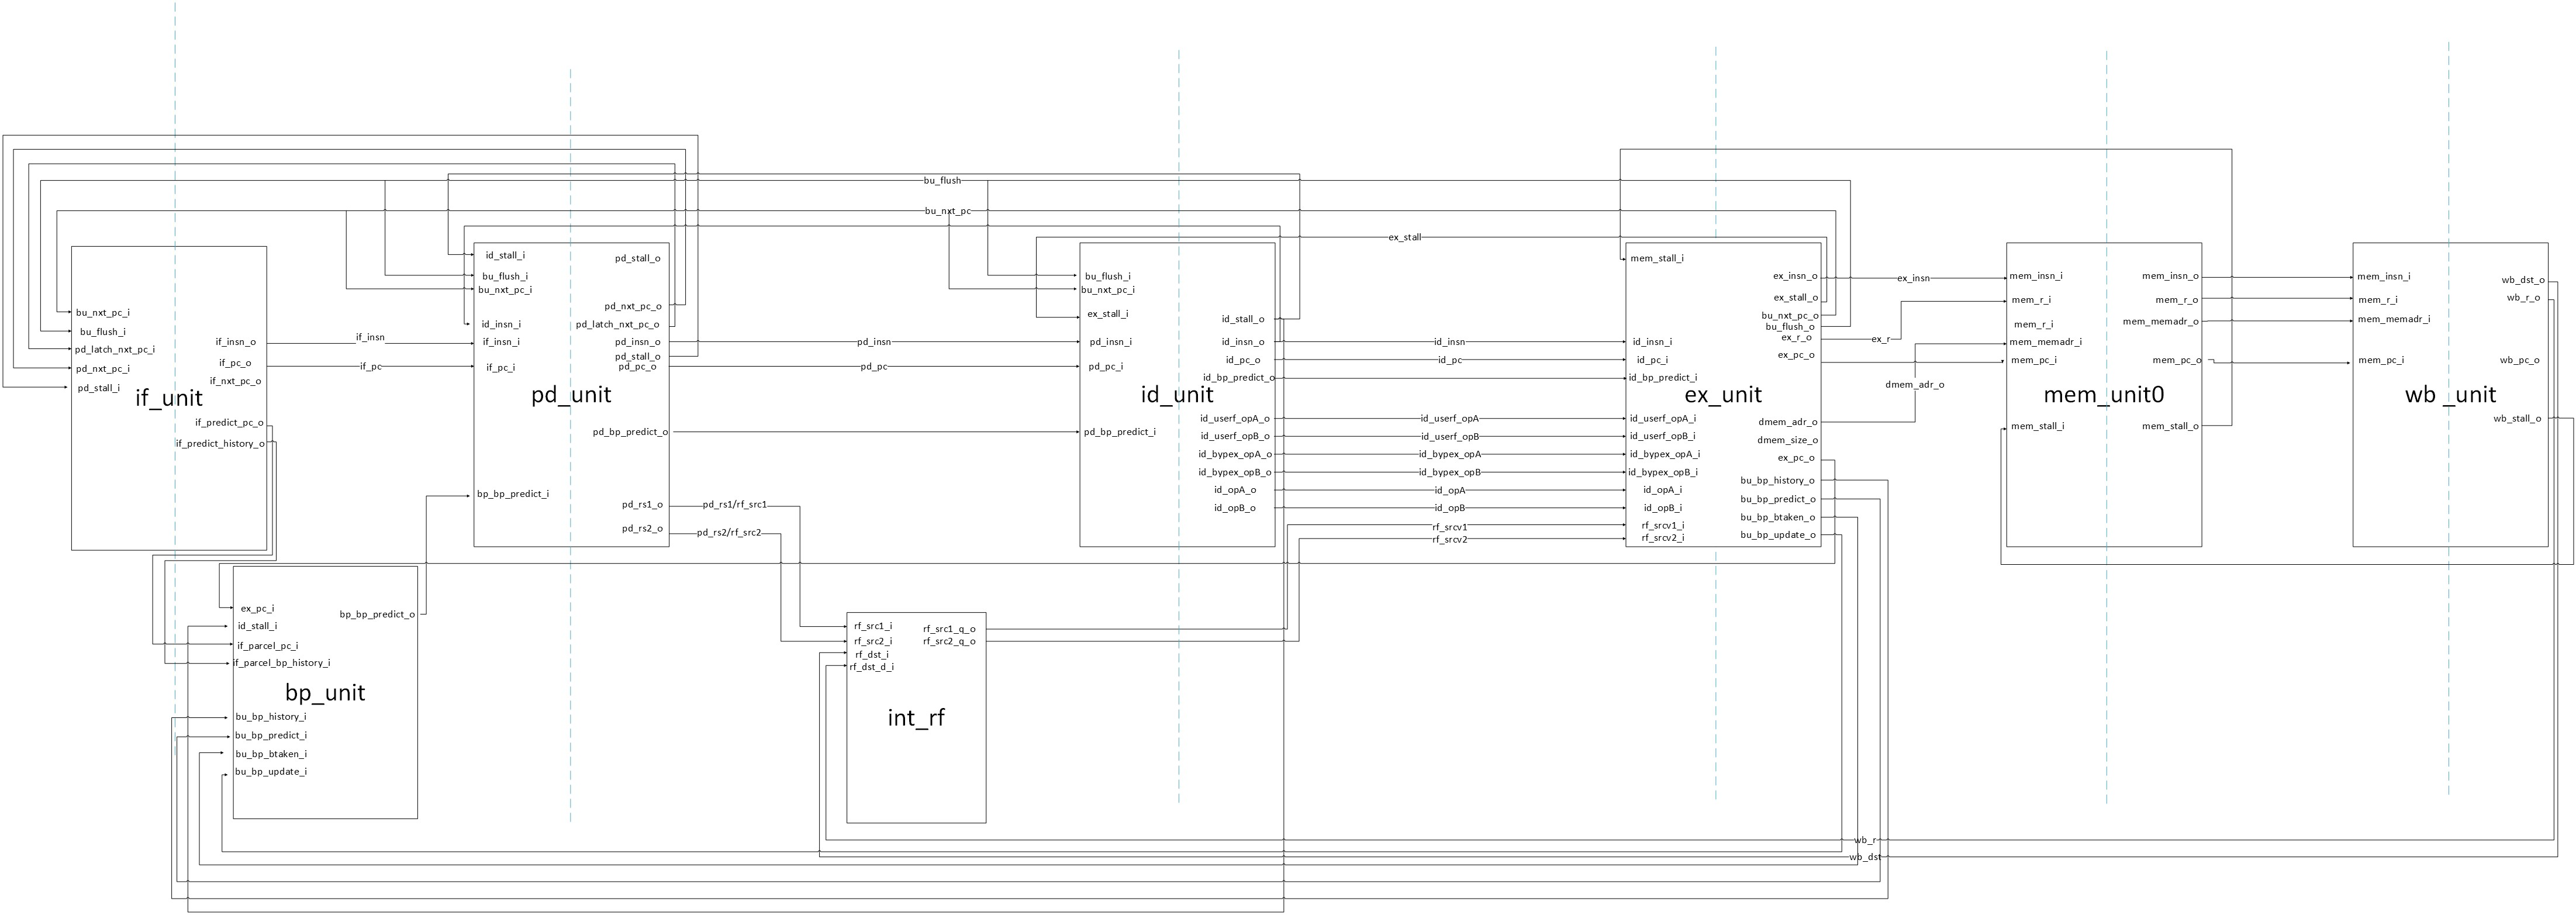 bu_flush
bu_nxt_pc
ex_stall
bu_nxt_pc_i
bu_flush_i
pd_latch_nxt_pc_i
pd_nxt_pc_i
pd_stall_i
if_insn_o
if_pc_o
if_nxt_pc_o
if_unit
if_predict_pc_o
if_predict_history_o
if_insn
if_pc
id_stall_i
bu_flush_i
bu_nxt_pc_i
id_insn_i
if_insn_i
if_pc_i
bp_bp_predict_i
pd_stall_o
pd_nxt_pc_o
pd_latch_nxt_pc_o
pd_insn_o
pd_stall_o
pd_pc_o
pd_unit
pd_bp_predict_o
pd_rs1_o
pd_rs2_o
pd_insn
pd_pc
pd_rs1/rf_src1
pd_rs2/rf_src2
bu_flush_i
bu_nxt_pc_i
ex_stall_i
pd_insn_i
pd_pc_i
pd_bp_predict_i
id_unit
id_stall_o
id_insn_o
id_pc_o
id_bp_predict_o
id_userf_opA_o
id_userf_opB_o
id_bypex_opA_o
id_bypex_opB_o
id_opA_o
id_opB_o
id_insn
id_pc
id_userf_opA
id_userf_opB
id_bypex_opA
id_bypex_opB
id_opA
id_opB
rf_srcv1
rf_srcv2
mem_stall_i
id_insn_i
id_pc_i
id_bp_predict_i
id_userf_opA_i
id_userf_opB_i
id_bypex_opA_i
id_bypex_opB_i
id_opA_i
id_opB_i
rf_srcv1_i
rf_srcv2_i
ex_unit
ex_insn_o
ex_stall_o
bu_nxt_pc_o
bu_flush_o
ex_r_o
ex_pc_o
dmem_adr_o
dmem_size_o
ex_pc_o
bu_bp_history_o
bu_bp_predict_o
bu_bp_btaken_o
bu_bp_update_o
ex_insn
ex_r
dmem_adr_o
mem_insn_i
mem_r_i
mem_r_i
mem_memadr_i
mem_pc_i
mem_stall_i
mem_unit0
mem_insn_o
mem_r_o
mem_memadr_o
mem_pc_o
mem_stall_o
mem_insn_i
mem_r_i
mem_memadr_i
mem_pc_i
wb _unit
wb_dst_o
wb_r_o
wb_pc_o
wb_stall_o
ex_pc_i
id_stall_i
if_parcel_pc_i
if_parcel_bp_history_i
bp_bp_predict_o
bp_unit
bu_bp_history_i
bu_bp_predict_i
bu_bp_btaken_i
bu_bp_update_i
rf_src1_i
rf_src2_i
rf_dst_i
rf_dst_d_i
rf_src1_q_o
rf_src2_q_o
int_rf
wb_r
wb_dst